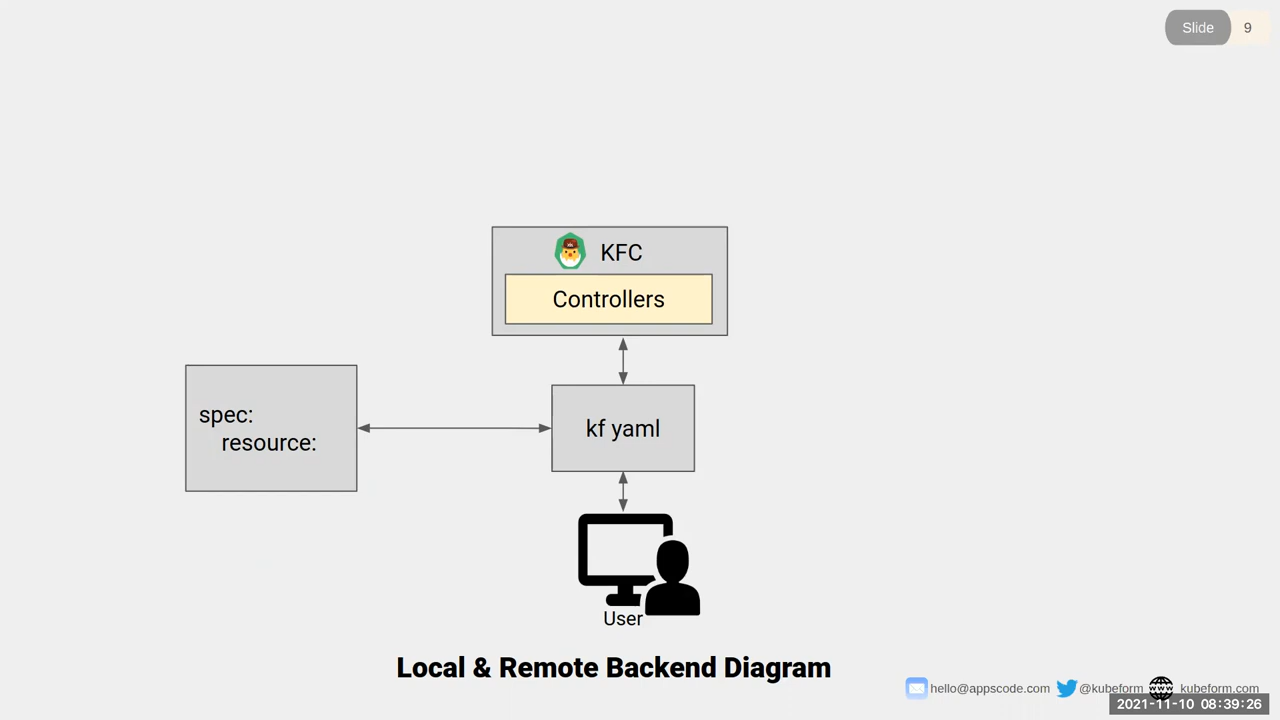 Slide 9
KFC
Controllers
spec:
resource:
kf yaml
User
Local & Remote Backend Diagram
hello@appscode.com @kubeform kubeform.com
2021-11-10 08:39:26